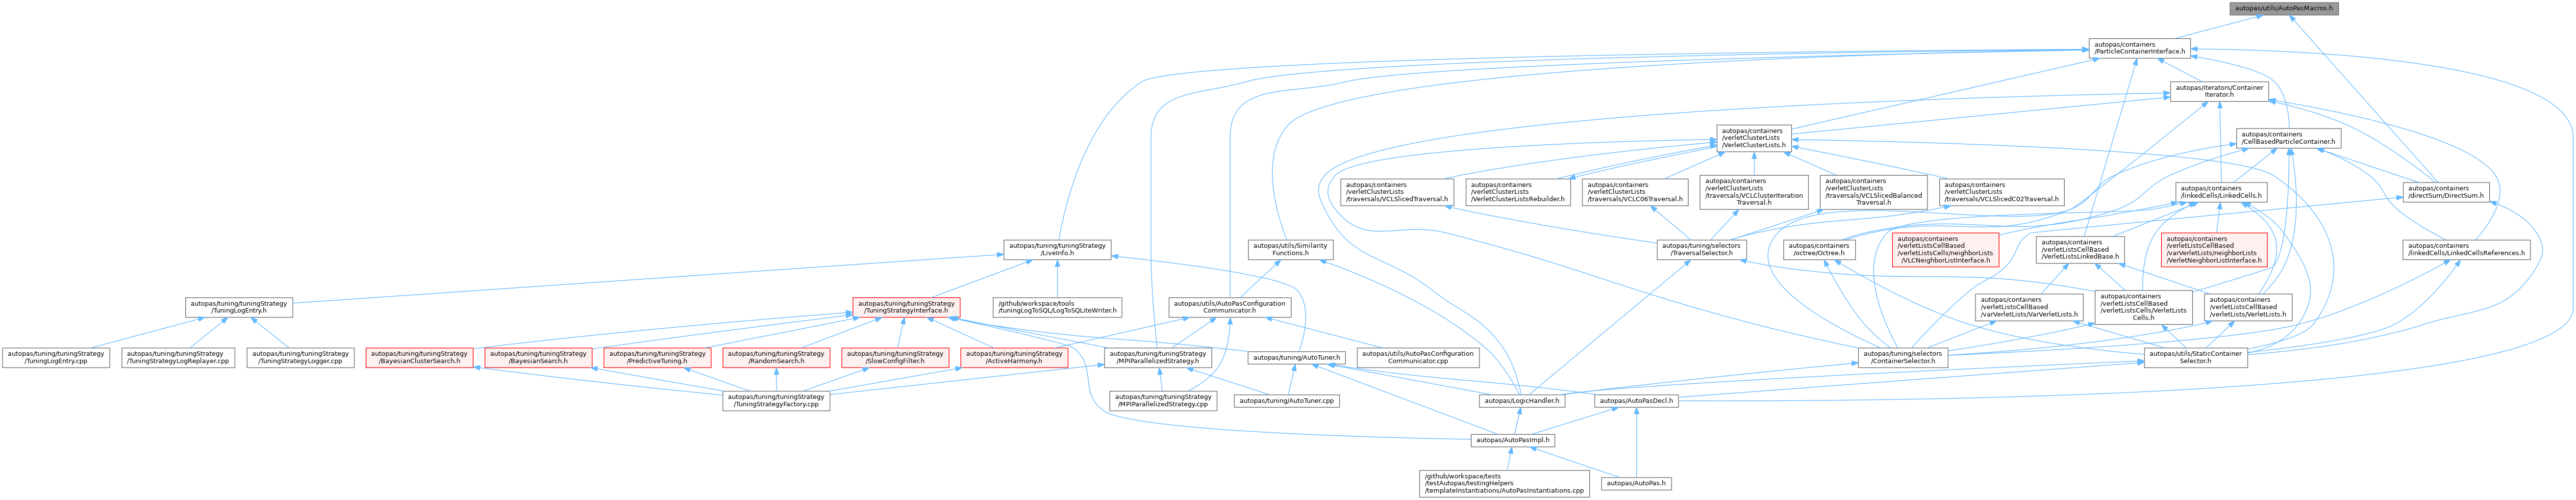 autopas/utils/AutoPasMacros.h
autopas/containers
/ParticleContainerInterface.h
autopas/iterators/Container
Iterator.h
autopas/containers
/verletClusterLists
/VerletClusterLists.h
autopas/containers
/CellBasedParticleContainer.h
autopas/containers
/verletClusterLists
/traversals/VCLSlicedTraversal.h
autopas/containers
/verletClusterLists
/VerletClusterListsRebuilder.h
autopas/containers
/verletClusterLists
/traversals/VCLC06Traversal.h
autopas/containers
/verletClusterLists
/traversals/VCLClusterIteration
Traversal.h
autopas/containers
/verletClusterLists
/traversals/VCLSlicedBalanced
Traversal.h
autopas/containers
/verletClusterLists
/traversals/VCLSlicedC02Traversal.h
autopas/containers
/linkedCells/LinkedCells.h
autopas/containers
/directSum/DirectSum.h
autopas/tuning/tuningStrategy
/LiveInfo.h
autopas/utils/Similarity
Functions.h
autopas/tuning/selectors
/TraversalSelector.h
autopas/containers
/octree/Octree.h
autopas/containers
/verletListsCellBased
/verletListsCells/neighborLists
/VLCNeighborListInterface.h
autopas/containers
/verletListsCellBased
/VerletListsLinkedBase.h
autopas/containers
/verletListsCellBased
/varVerletLists/neighborLists
/VerletNeighborListInterface.h
autopas/containers
/linkedCells/LinkedCellsReferences.h
autopas/tuning/tuningStrategy
/TuningLogEntry.h
autopas/tuning/tuningStrategy
/TuningStrategyInterface.h
/github/workspace/tools
/tuningLogToSQL/LogToSQLiteWriter.h
autopas/utils/AutoPasConfiguration
Communicator.h
autopas/containers
/verletListsCellBased
/varVerletLists/VarVerletLists.h
autopas/containers
/verletListsCellBased
/verletListsCells/VerletLists
Cells.h
autopas/containers
/verletListsCellBased
/verletLists/VerletLists.h
autopas/tuning/tuningStrategy
/TuningLogEntry.cpp
autopas/tuning/tuningStrategy
/TuningStrategyLogReplayer.cpp
autopas/tuning/tuningStrategy
/TuningStrategyLogger.cpp
autopas/tuning/tuningStrategy
/BayesianClusterSearch.h
autopas/tuning/tuningStrategy
/BayesianSearch.h
autopas/tuning/tuningStrategy
/PredictiveTuning.h
autopas/tuning/tuningStrategy
/RandomSearch.h
autopas/tuning/tuningStrategy
/SlowConfigFilter.h
autopas/tuning/tuningStrategy
/ActiveHarmony.h
autopas/tuning/tuningStrategy
/MPIParallelizedStrategy.h
autopas/tuning/AutoTuner.h
autopas/utils/AutoPasConfiguration
Communicator.cpp
autopas/tuning/selectors
/ContainerSelector.h
autopas/utils/StaticContainer
Selector.h
autopas/tuning/tuningStrategy
/TuningStrategyFactory.cpp
autopas/tuning/tuningStrategy
/MPIParallelizedStrategy.cpp
autopas/tuning/AutoTuner.cpp
autopas/LogicHandler.h
autopas/AutoPasDecl.h
autopas/AutoPasImpl.h
/github/workspace/tests
/testAutopas/testingHelpers
/templateInstantiations/AutoPasInstantiations.cpp
autopas/AutoPas.h